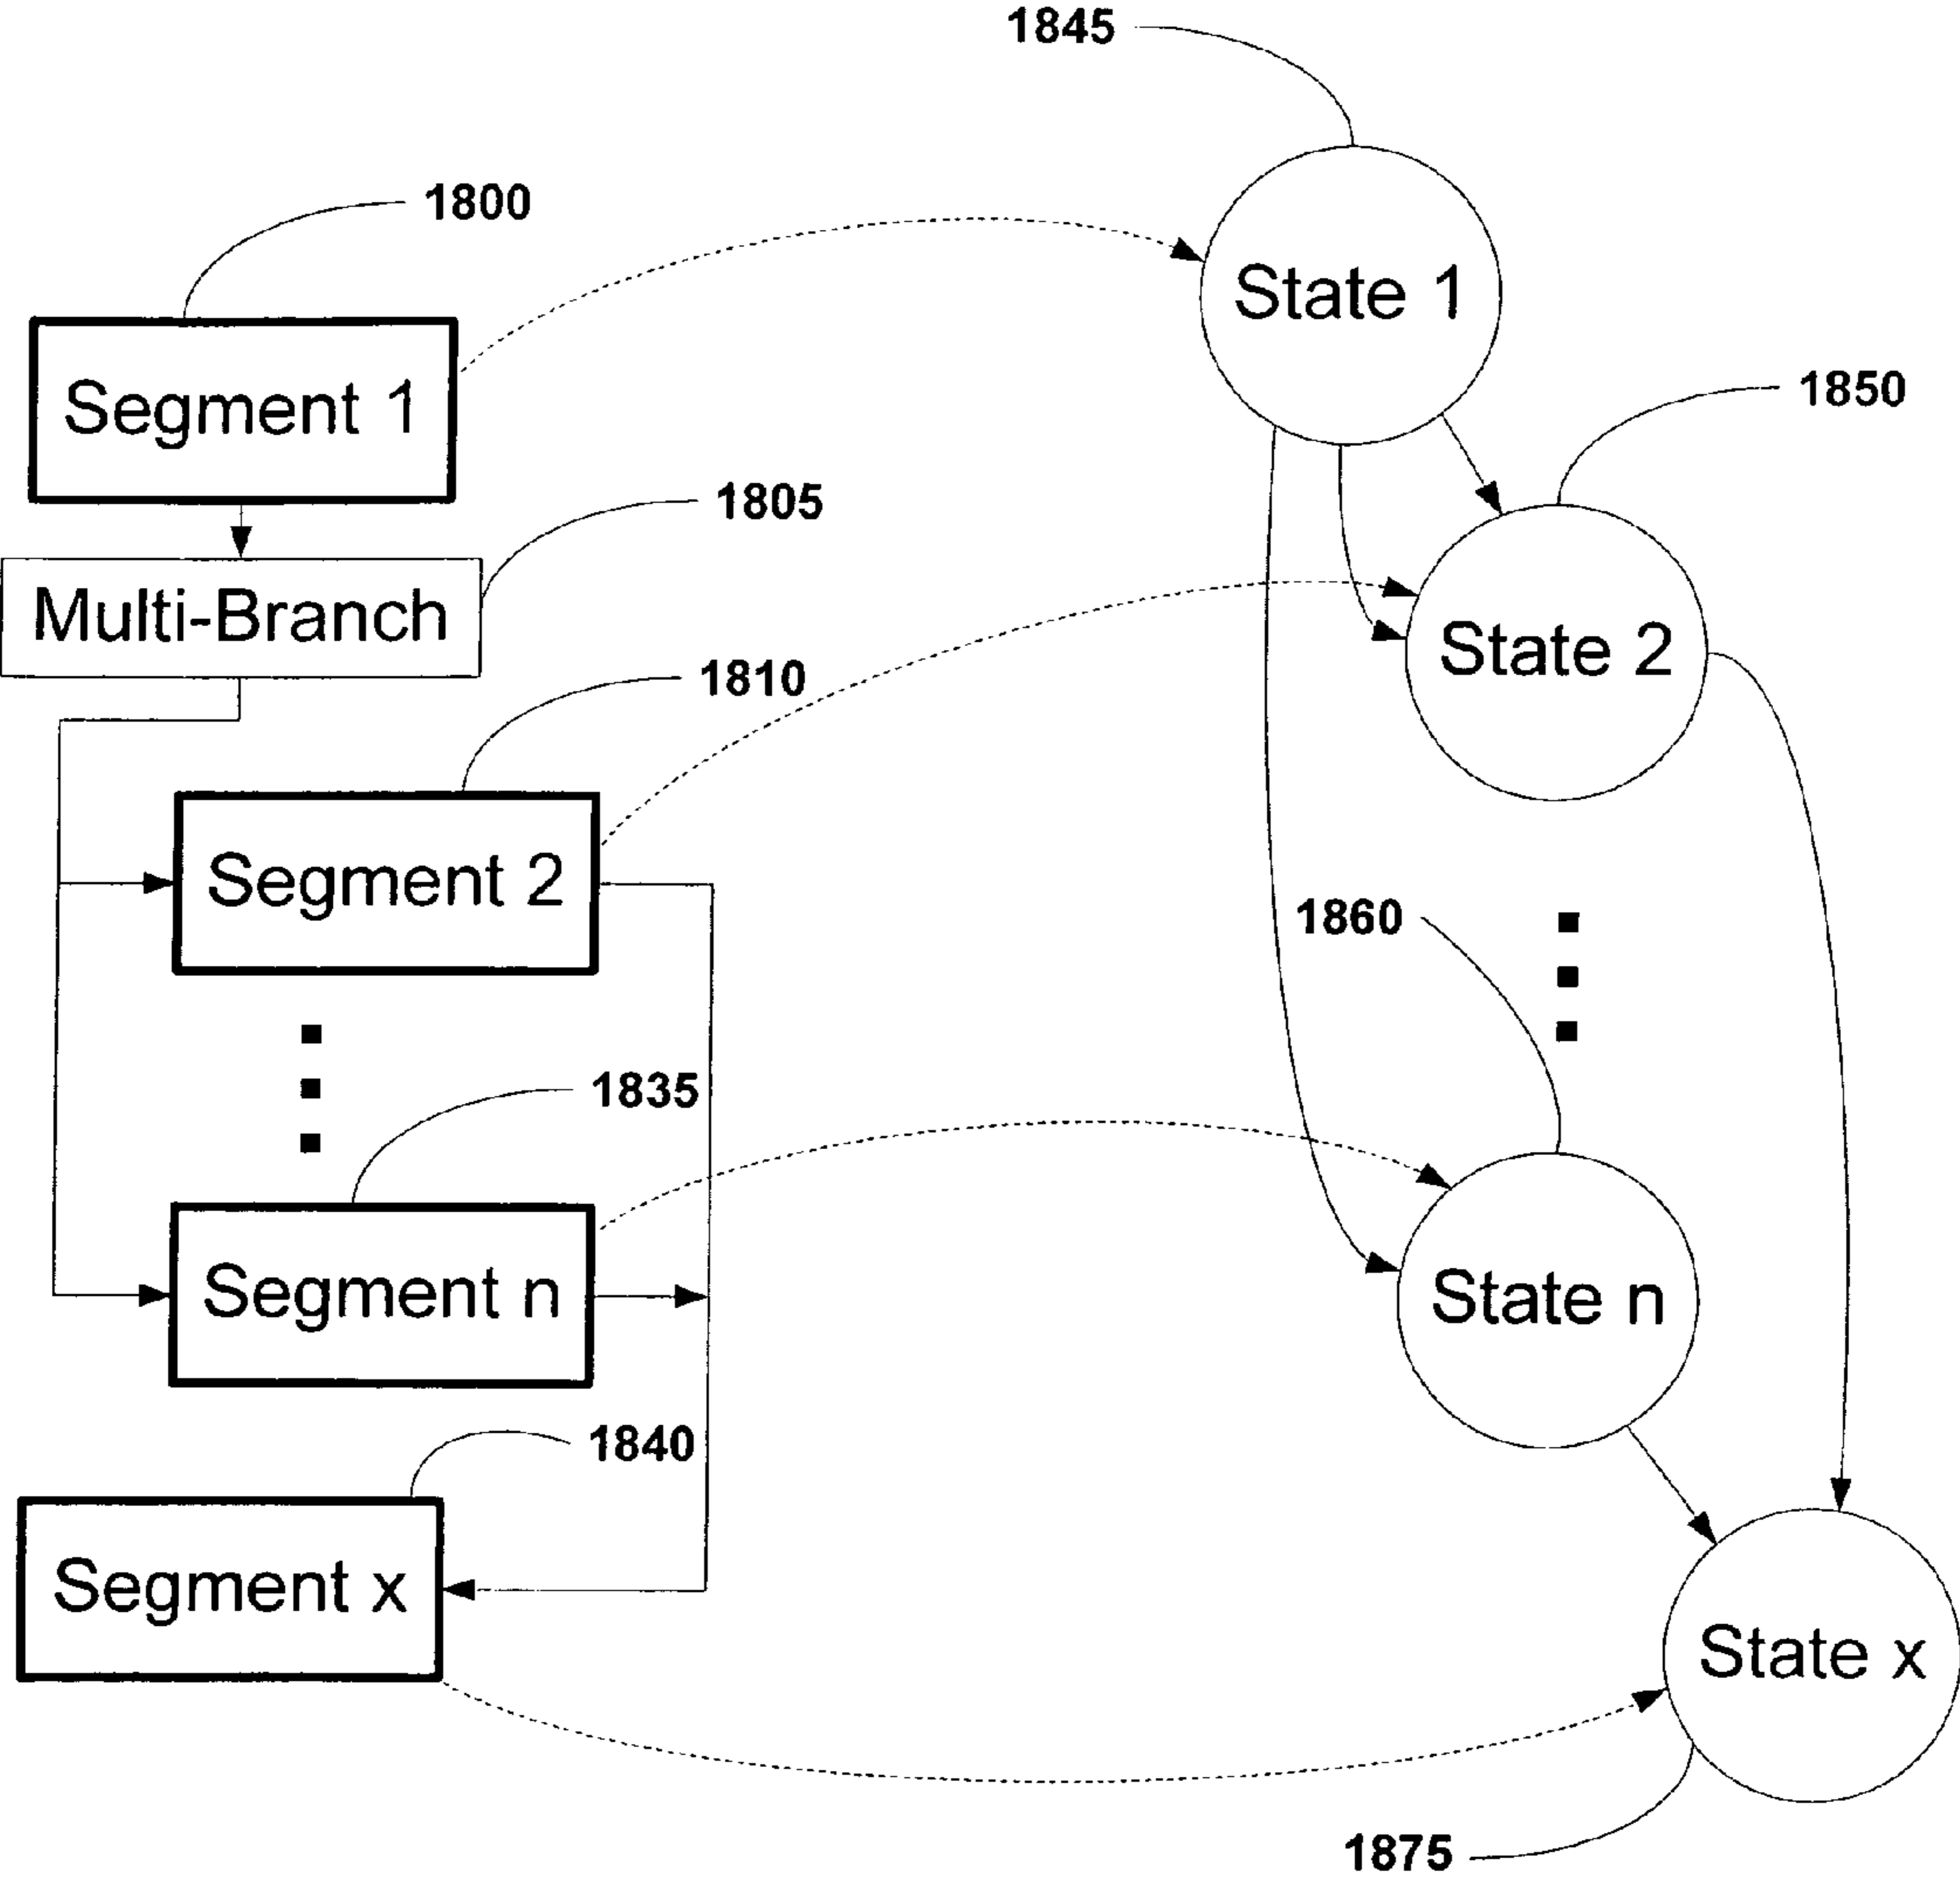 1845
1800
State 1
1850
Segment 1
1805
Multi-Branch
State 2
1810
Segment 2
1860
1835
Segment n
State n
1840
Segment x
State x
1875